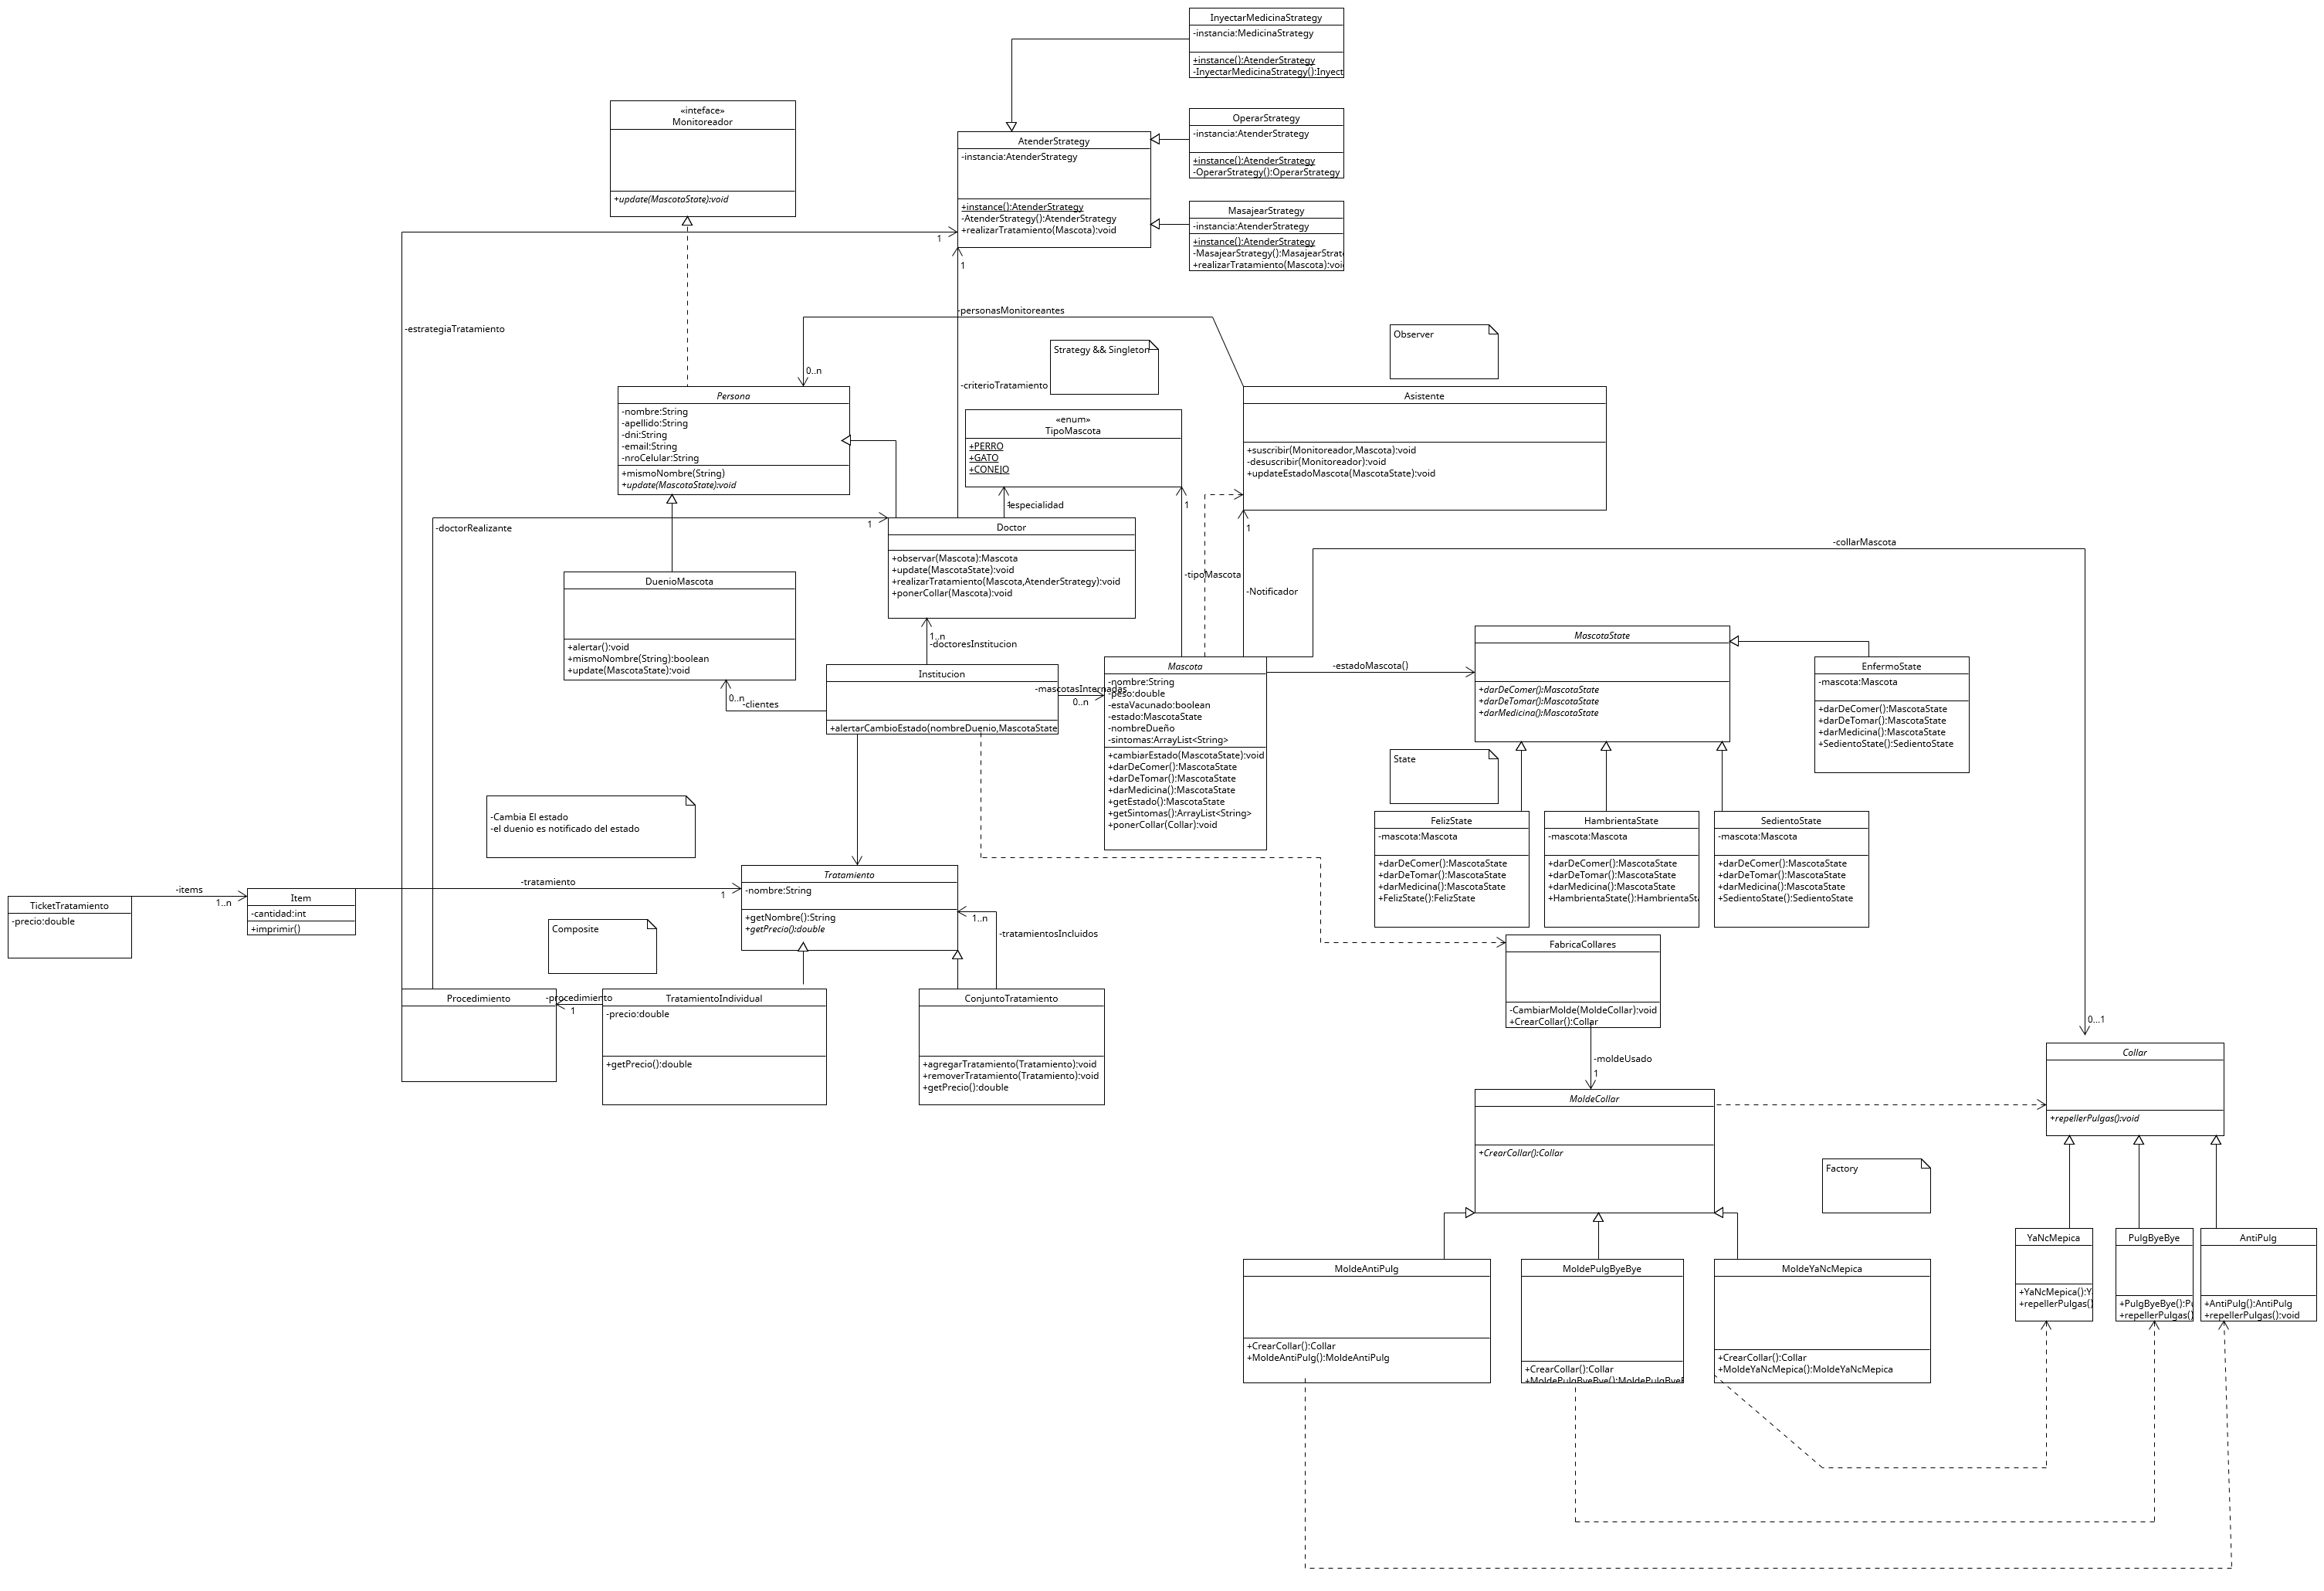 InyectarMedicinaStrategy
-instancia:MedicinaStrategy
+instance():AtenderStrategy
-InyectarMedicinaStrategy():Inyect
«inteface»
Monitoreador
+update(MascotaState):void
AtenderStrategy
-instancia:AtenderStrategy
+instance():AtenderStrategy
-AtenderStrategy():AtenderStrategy
+realizarTratamiento(Mascota):void
OperarStrategy
-instancia:AtenderStrategy
+instance():AtenderStrategy
-OperarStrategy():OperarStrategy
MasajearStrategy
-instancia:AtenderStrategy
+instance():AtenderStrategy
-MasajearStrategy():MasajearStrat
+realizarTratamiento(Mascota):voi
1
1
-estrategiaTratamiento
-personasMonitoreantes
0..n
-criterioTratamiento
Strategy && Singleton
Observer
Persona
-nombre:String
-apellido:String
-dni:String
-email:String
-nroCelular:String
+mismoNombre(String)
+update(MascotaState):void
«enum»
TipoMascota
+PERRO
+GATO
+CONEJO
Asistente
+suscribir(Monitoreador,Mascota):void
-desuscribir(Monitoreador):void
+updateEstadoMascota(MascotaState):void
-doctorRealizante
1
-especialidad
1
1
1
Doctor
+observar(Mascota):Mascota
+update(MascotaState):void
+realizarTratamiento(Mascota,AtenderStrategy):void
+ponerCollar(Mascota):void
-collarMascota
-tipoMascota
-Notificador
DuenioMascota
+alertar():void
+mismoNombre(String):boolean
+update(MascotaState):void
1..n
-doctoresInstitucion
0..n
-clientes
Institucion
+alertarCambioEstado(nombreDuenio,MascotaState
-mascotasInternadas
0..n
Mascota
-nombre:String
-peso:double
-estaVacunado:boolean
-estado:MascotaState
-nombreDueño
-sintomas:ArrayList<String>
+cambiarEstado(MascotaState):void
+darDeComer():MascotaState
+darDeTomar():MascotaState
+darMedicina():MascotaState
+getEstado():MascotaState
+getSintomas():ArrayList<String>
+ponerCollar(Collar):void
-estadoMascota()
MascotaState
+darDeComer():MascotaState
+darDeTomar():MascotaState
+darMedicina():MascotaState
EnfermoState
-mascota:Mascota
+darDeComer():MascotaState
+darDeTomar():MascotaState
+darMedicina():MascotaState
+SedientoState():SedientoState
State
FelizState
-mascota:Mascota
+darDeComer():MascotaState
+darDeTomar():MascotaState
+darMedicina():MascotaState
+FelizState():FelizState
HambrientaState
-mascota:Mascota
+darDeComer():MascotaState
+darDeTomar():MascotaState
+darMedicina():MascotaState
+HambrientaState():HambrientaSta
SedientoState
-mascota:Mascota
+darDeComer():MascotaState
+darDeTomar():MascotaState
+darMedicina():MascotaState
+SedientoState():SedientoState
-Cambia El estado
-el duenio es notificado del estado
TicketTratamiento
-precio:double
-items
1..n
Item
-cantidad:int
+imprimir()
-tratamiento
1
Tratamiento
-nombre:String
+getNombre():String
+getPrecio():double
1..n
-tratamientosIncluidos
Composite
Procedimiento
-procedimiento
1
TratamientoIndividual
-precio:double
+getPrecio():double
ConjuntoTratamiento
+agregarTratamiento(Tratamiento):void
+removerTratamiento(Tratamiento):void
+getPrecio():double
FabricaCollares
-CambiarMolde(MoldeCollar):void
+CrearCollar():Collar
-moldeUsado
1
0...1
MoldeCollar
+CrearCollar():Collar
Collar
+repellerPulgas():void
Factory
MoldeAntiPulg
+CrearCollar():Collar
+MoldeAntiPulg():MoldeAntiPulg
MoldePulgByeBye
+CrearCollar():Collar
+MoldePulgByeBye():MoldePulgByeB
MoldeYaNcMepica
+CrearCollar():Collar
+MoldeYaNcMepica():MoldeYaNcMepica
YaNcMepica
+YaNcMepica():Y
+repellerPulgas()
PulgByeBye
+PulgByeBye():Pu
+repellerPulgas()
AntiPulg
+AntiPulg():AntiPulg
+repellerPulgas():void